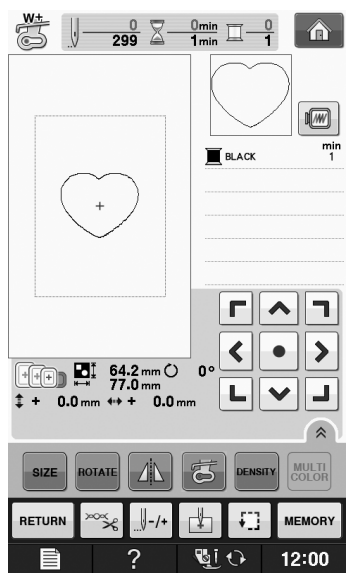 W+
0 0min 0
299 1min 1
min
BLACK 1
64.2 mm 0°
77.0 mm
+ 0.0 mm + 0.0 mm
SIZE ROTATE DENSITY MULTI COLOR
RETURN -/+ MEMORY
? 12:00